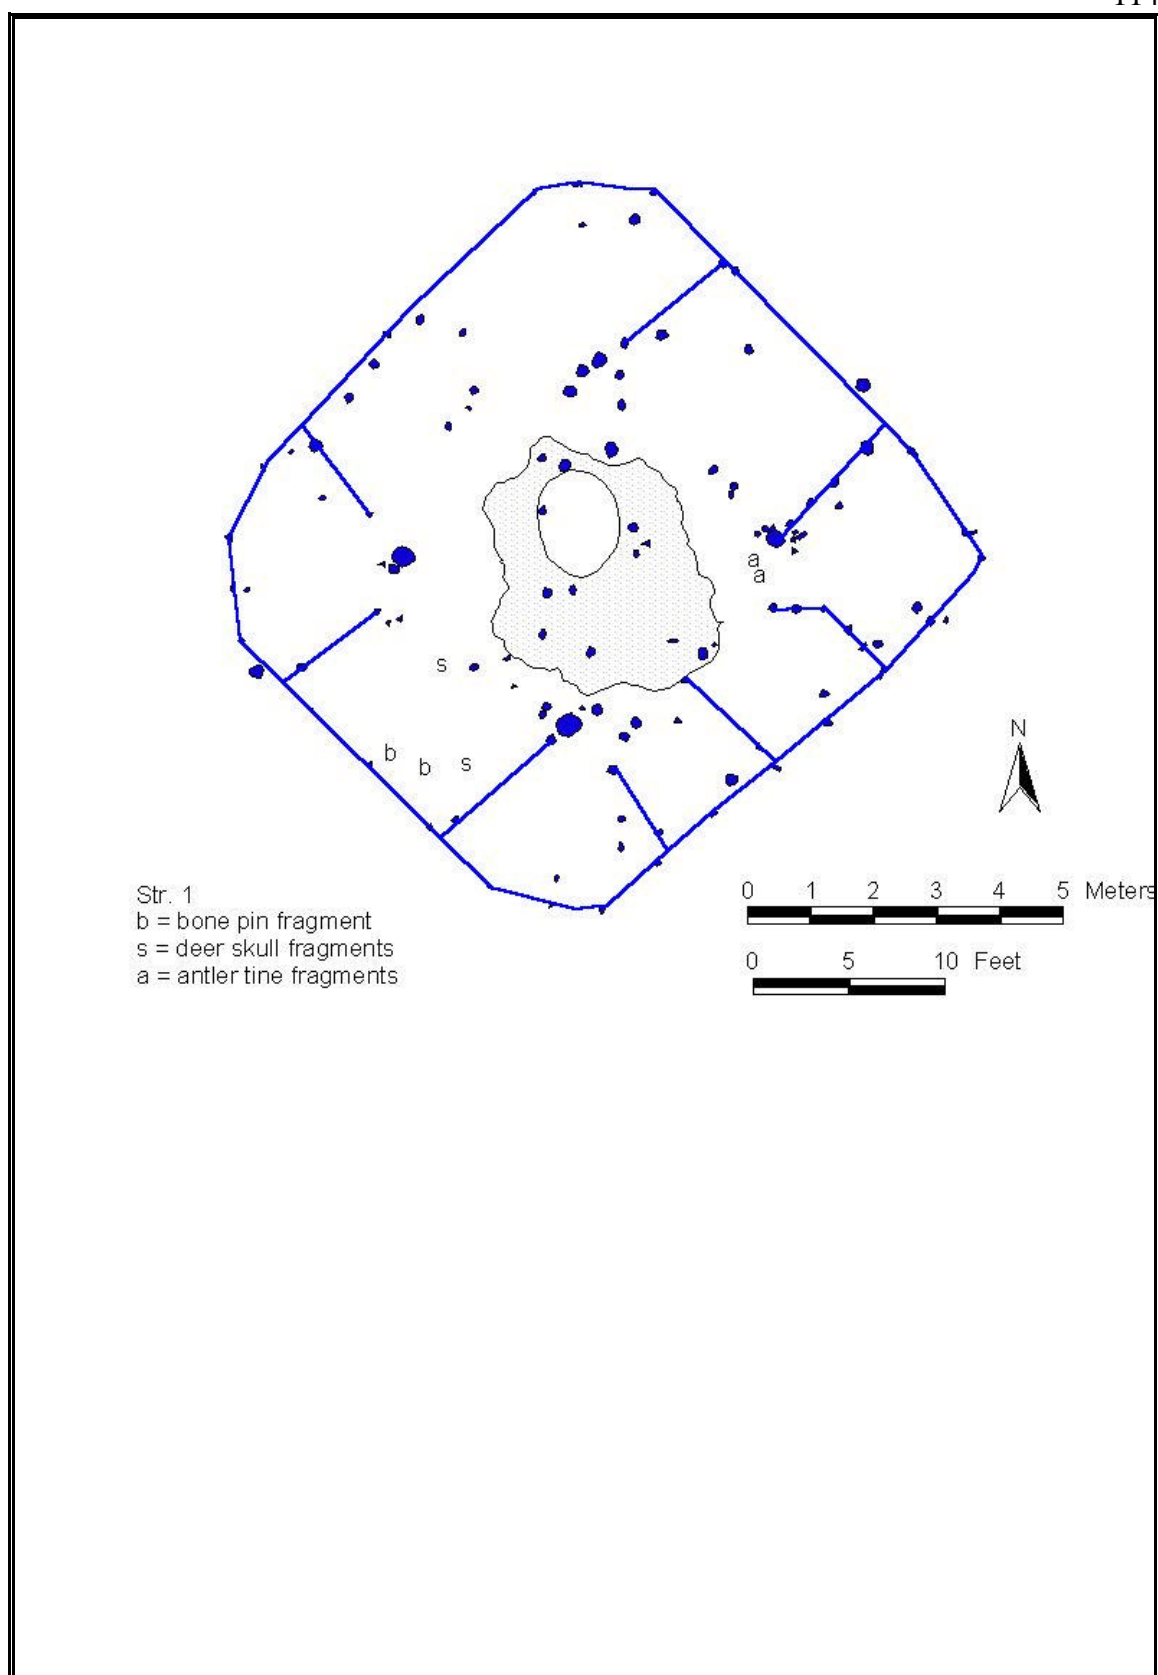 a
a
s
b
b
s
N
Str. 1
b = bone pin fragment
s = deer skull fragments
a = antler tine fragments
0 1 2 3 4 5 Meters
0 5 10 Feet